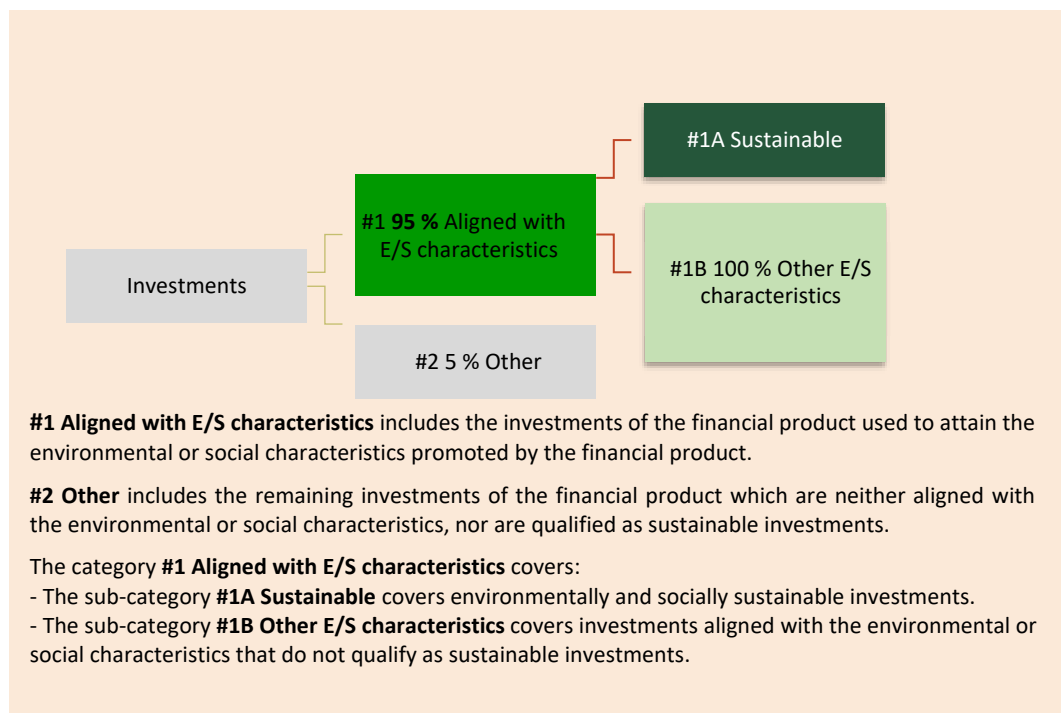 #1A Sustainable
#1 95 % Aligned with
E/S characteristics
#1B 100 % Other E/S
characteristics
Investments
#2 5 % Other
#1 Aligned with E/S characteristics includes the investments of the financial product used to attain the
environmental or social characteristics promoted by the financial product.
#2 Other includes the remaining investments of the financial product which are neither aligned with
the environmental or social characteristics, nor are qualified as sustainable investments.
The category #1 Aligned with E/S characteristics covers:
- The sub-category #1A Sustainable covers environmentally and socially sustainable investments.
- The sub-category #1B Other E/S characteristics covers investments aligned with the environmental or
social characteristics that do not qualify as sustainable investments.